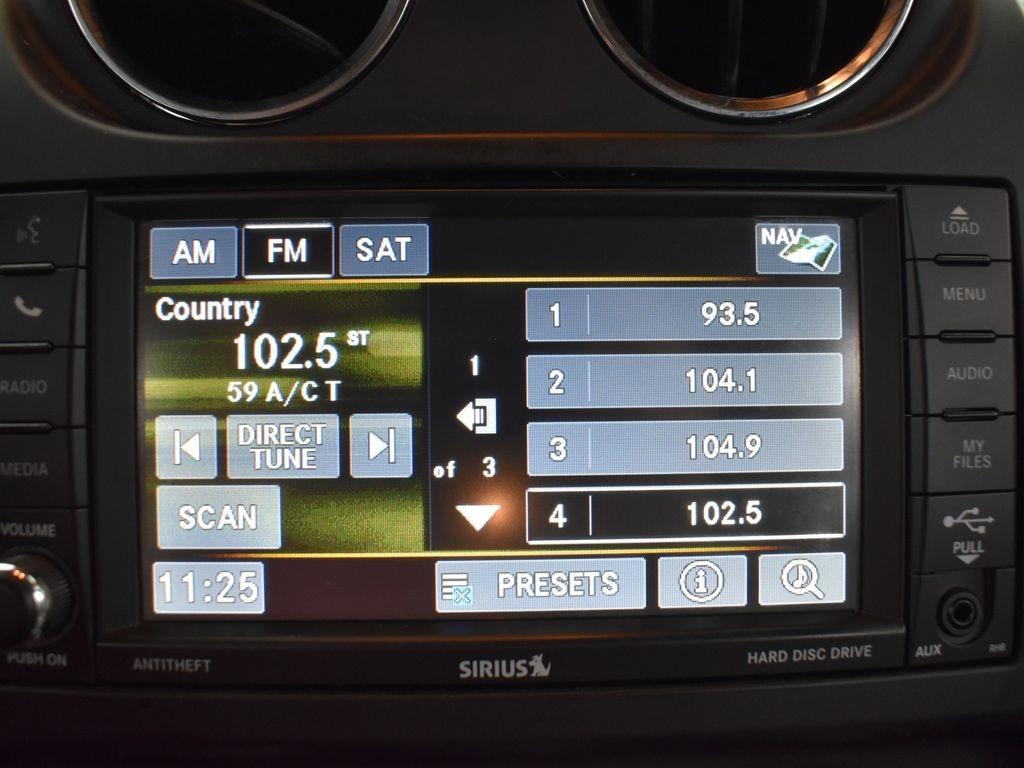 AM FM SAT NAV
LOAD
Country
102.5 ST
59 A/C T
DIRECT
TUNE
SCAN
1
of 3
1 93.5
2 104.1
3 104.9
4 102.5
11:25 PRESETS i
RADIO
MEDIA
VOLUME
PUSH ON
MENU
AUDIO
MY
FILES
PULL
AUX RHB
ANTITHEFT SIRIUS HARD DISC DRIVE